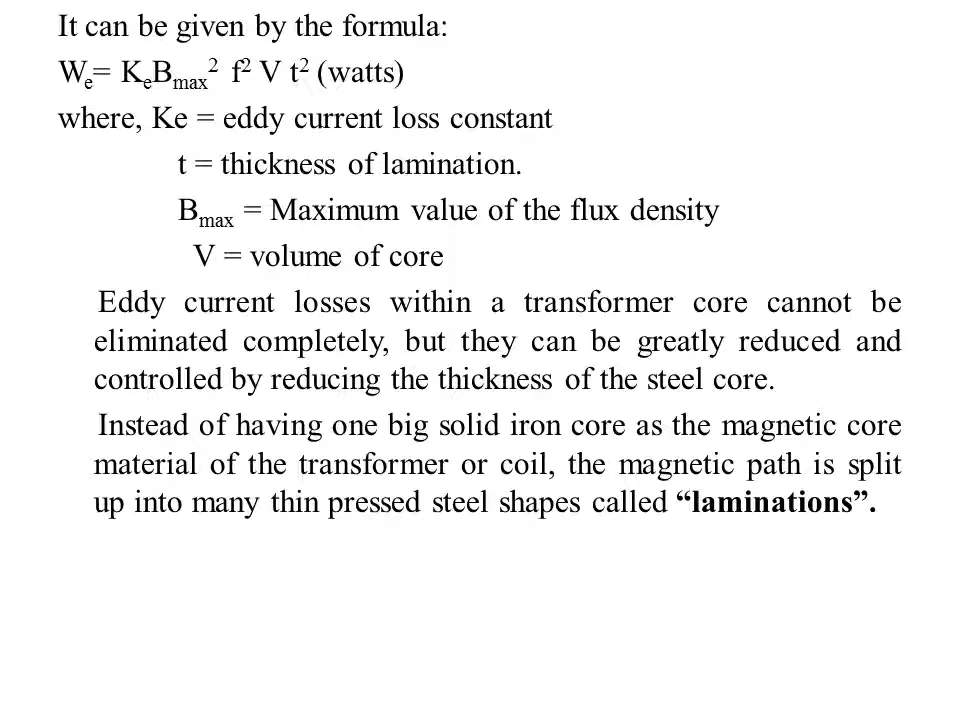 It can be given by the formula:
Wₑ= KₑBmax² f² V t² (watts)
where, Ke = eddy current loss constant
t = thickness of lamination.
Bmax = Maximum value of the flux density
V = volume of core
Eddy current losses within a transformer core cannot be
eliminated completely, but they can be greatly reduced and
controlled by reducing the thickness of the steel core.
Instead of having one big solid iron core as the magnetic core
material of the transformer or coil, the magnetic path is split
up into many thin pressed steel shapes called “laminations”.